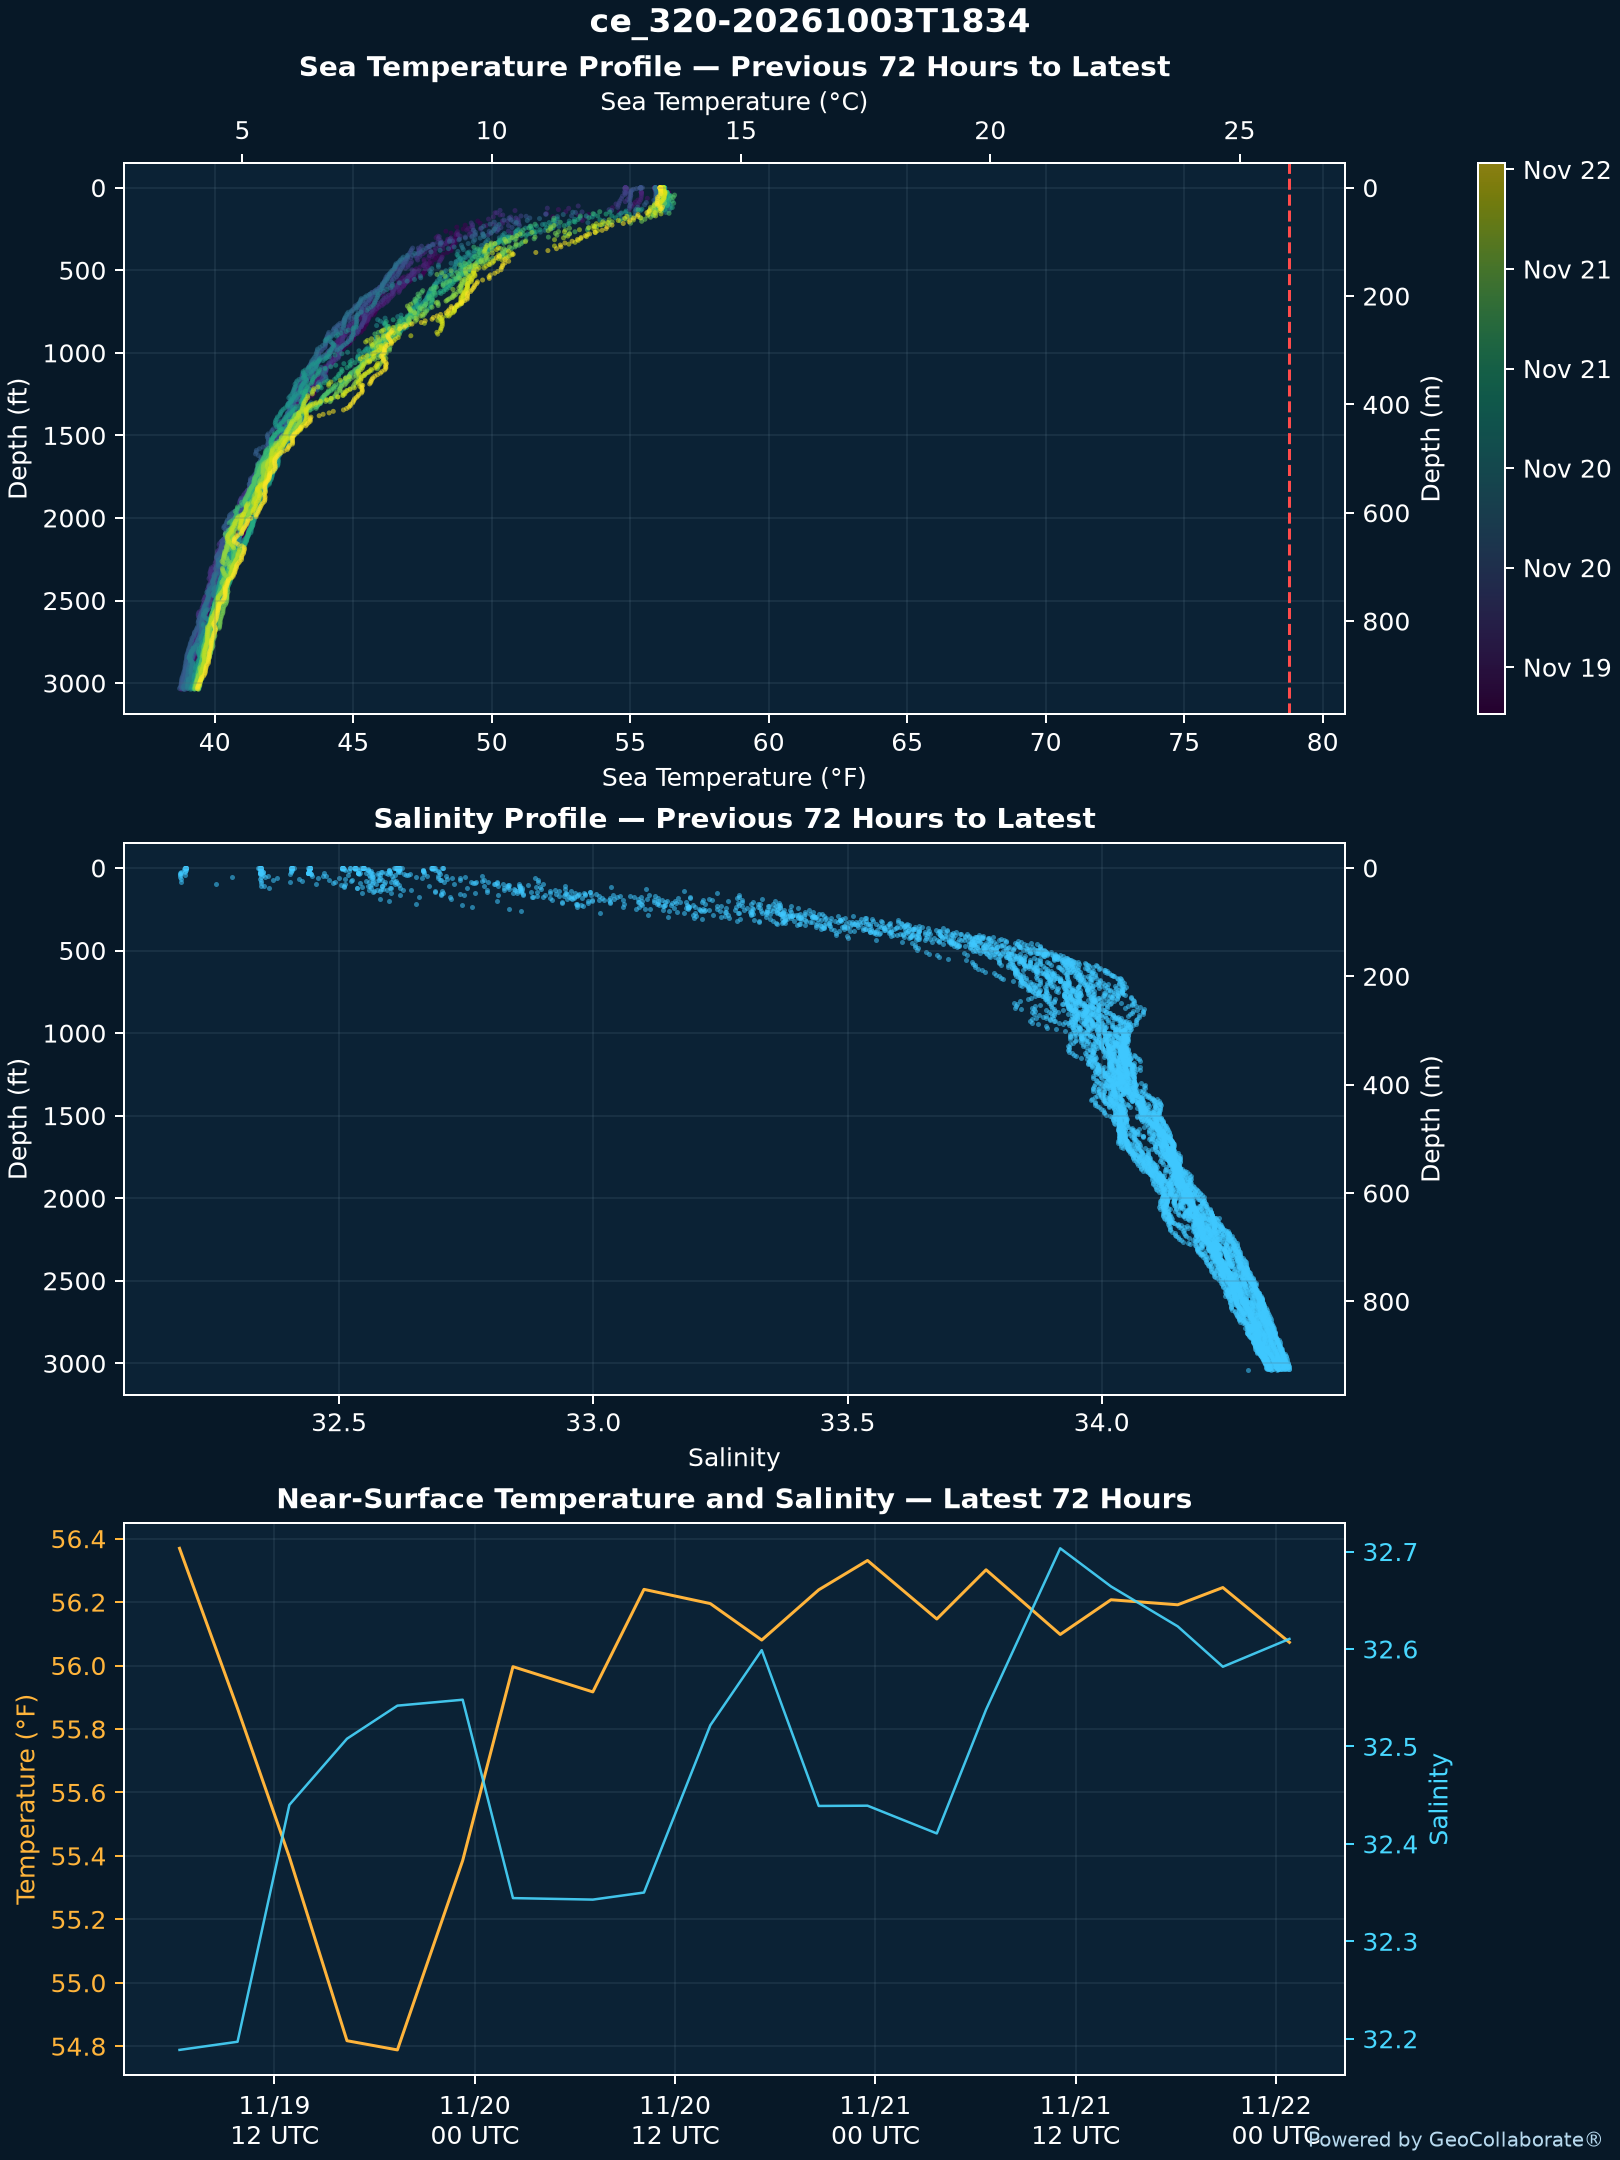 ce_320-20261003T1834
Sea Temperature Profile — Previous 72 Hours to Latest
Sea Temperature (°C)
5 10 15 20 25
0
500
1000
1500
2000
2500
3000
Depth (ft)
0
200
400
600
800
Depth (m)
Nov 22
Nov 21
Nov 21
Nov 20
Nov 20
Nov 19
40 45 50 55 60 65 70 75 80
Sea Temperature (°F)
Salinity Profile — Previous 72 Hours to Latest
0
500
1000
1500
2000
2500
3000
Depth (ft)
0
200
400
600
800
Depth (m)
32.5 33.0 33.5 34.0
Salinity
Near-Surface Temperature and Salinity — Latest 72 Hours
56.4
56.2
56.0
55.8
55.6
55.4
55.2
55.0
54.8
Temperature (°F)
32.7
32.6
32.5
32.4
32.3
32.2
Salinity
11/19 11/20 11/20 11/21 11/21 11/22
12 UTC 00 UTC 12 UTC 00 UTC 12 UTC 00 UTC
Powered by GeoCollaborate®